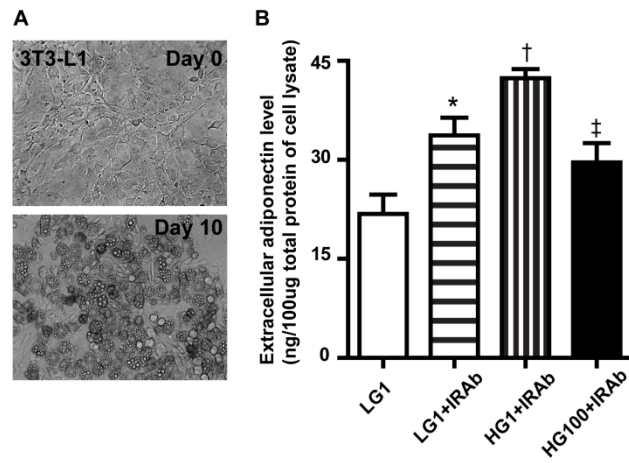 A
3T3-L1 Day 0
Day 10
B
Extracellular adiponectin level
(ng/100ug total protein of cell lysate)
45
30
15
0
*
†
‡
LG1
LG1+IRAb
HG1+IRAb
HG100+IRAb